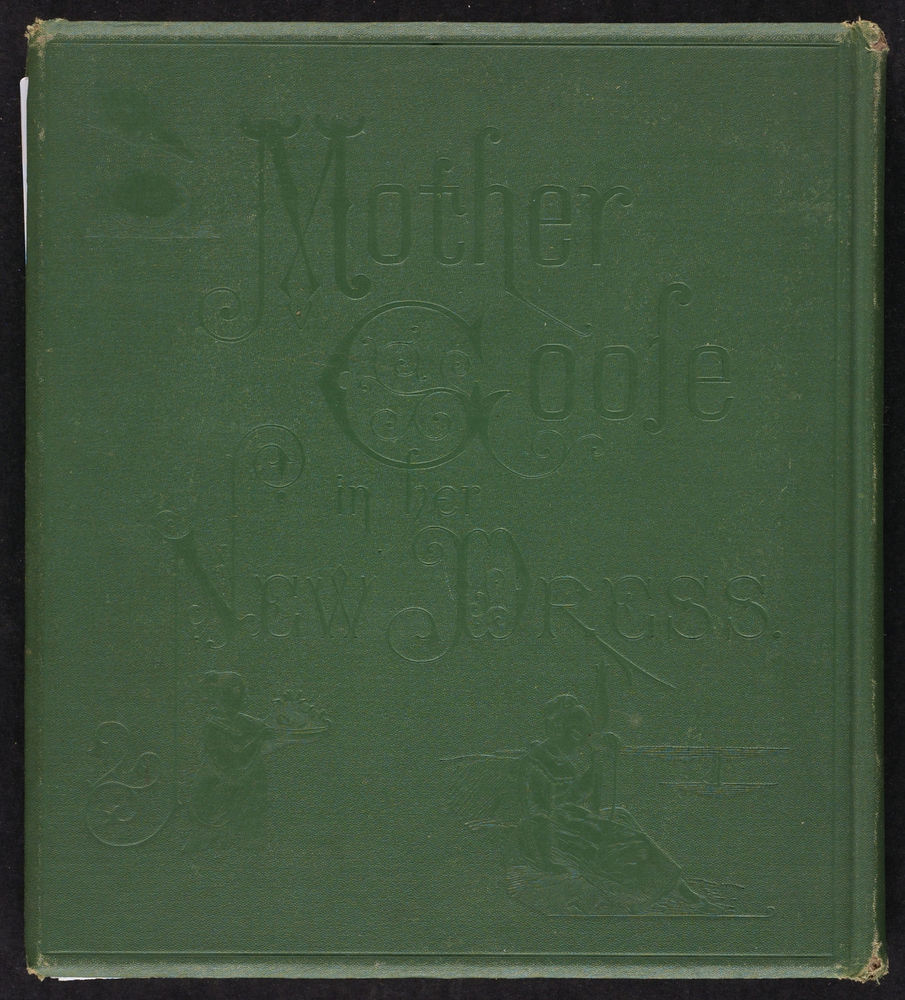 Mother
Gooſe
in her
New Dress.